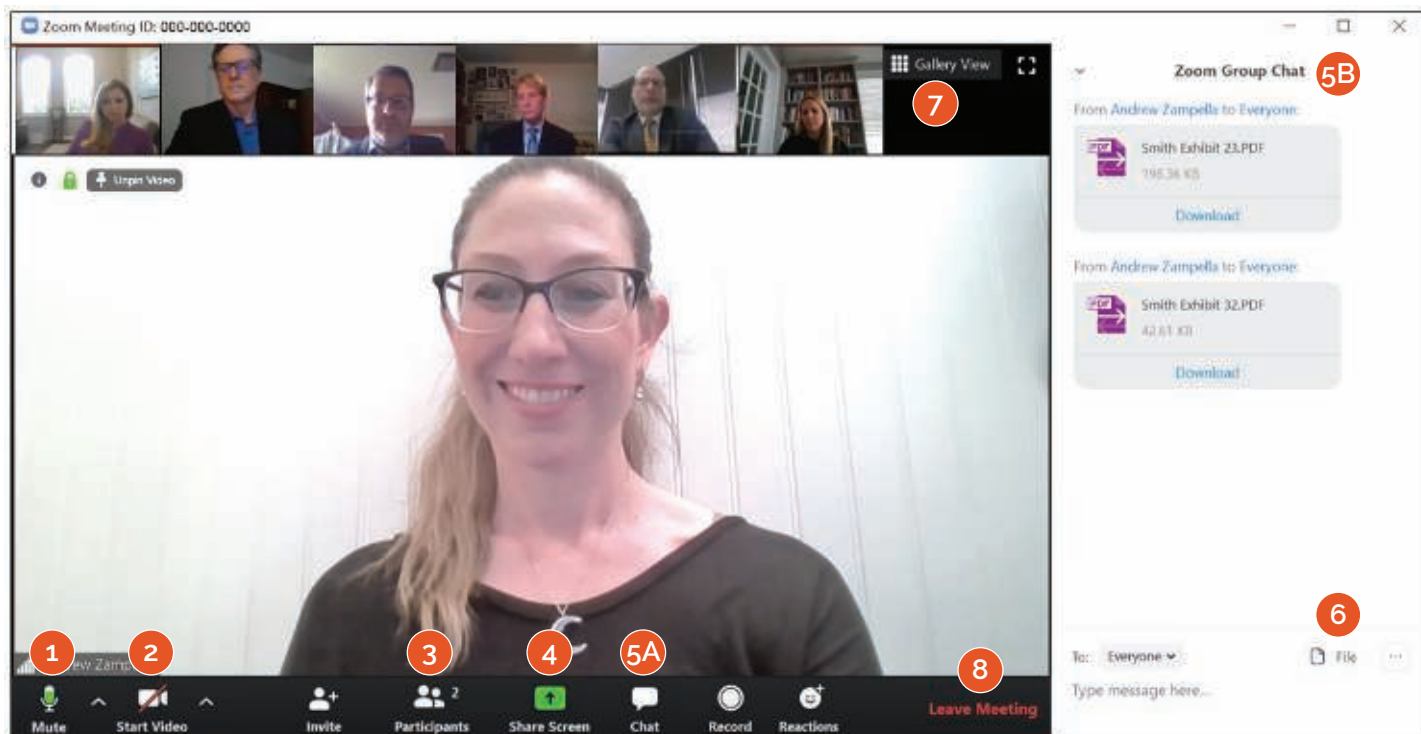 Zoom Meeting ID: 000-000-0000
Gallery View
7
Unpin Video
1
2
3
4
5A
8
Mute
Start Video
Invite
2
Participants
Share Screen
Chat
Record
Reactions
Leave Meeting
Zoom Group Chat
5B
From Andrew Zampella to Everyone:
PDF
Smith Exhibit 23.PDF
Download
From Andrew Zampella to Everyone:
PDF
Smith Exhibit 32.PDF
42.61 KB
Download
6
To: Everyone
File
Type message here...